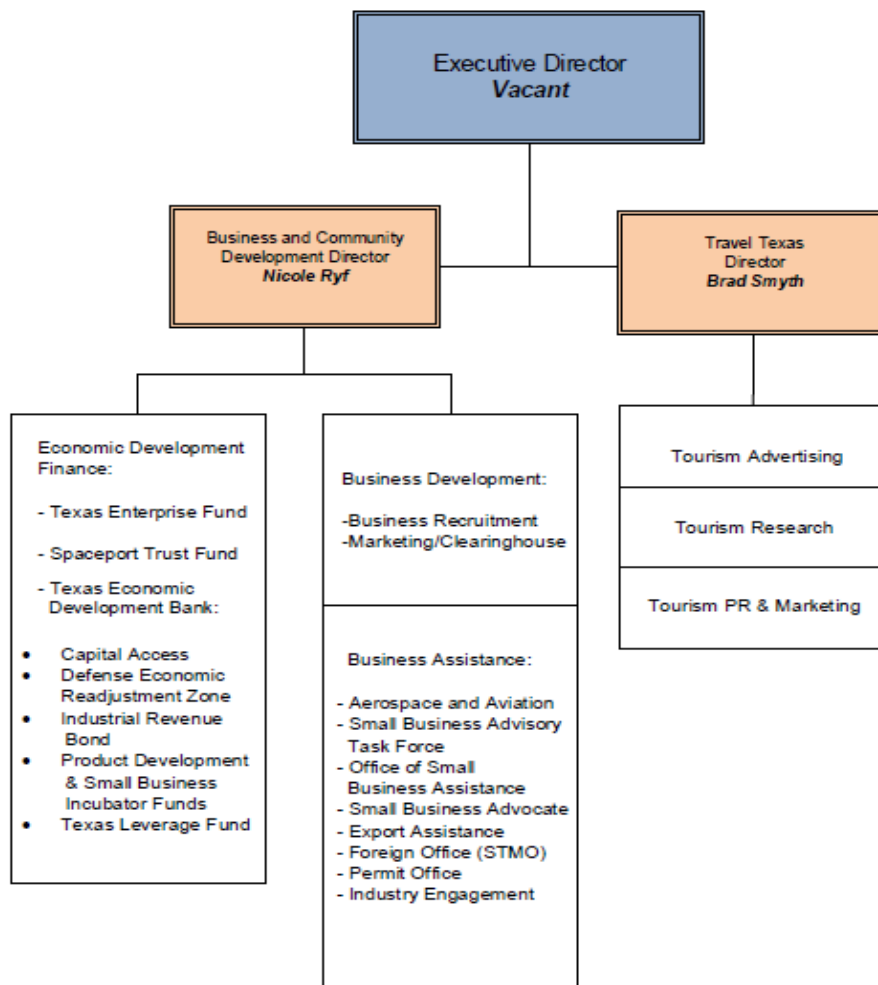 Executive Director
Vacant
Business and Community
Development Director
Nicole Ryf
Travel Texas
Director
Brad Smyth
Economic Development
Finance:
- Texas Enterprise Fund
- Spaceport Trust Fund
- Texas Economic
Development Bank:
• Capital Access
• Defense Economic
Readjustment Zone
• Industrial Revenue
Bond
• Product Development
& Small Business
Incubator Funds
• Texas Leverage Fund
Business Development:
-Business Recruitment
-Marketing/Clearinghouse
Business Assistance:
- Aerospace and Aviation
- Small Business Advisory
Task Force
- Office of Small
Business Assistance
- Small Business Advocate
- Export Assistance
- Foreign Office (STMO)
- Permit Office
- Industry Engagement
Tourism Advertising
Tourism Research
Tourism PR & Marketing